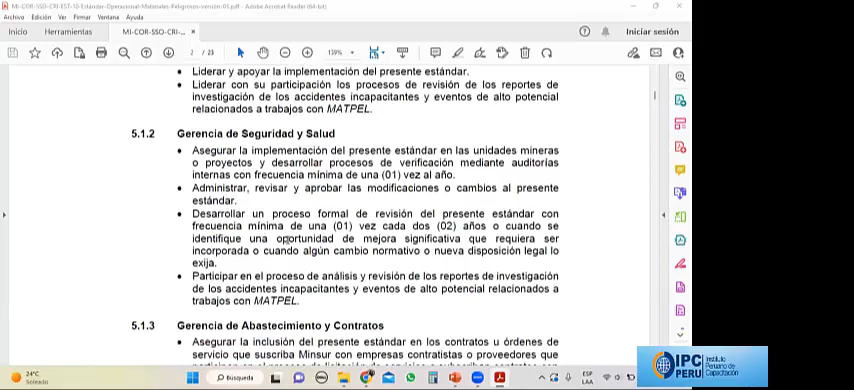 MI-COR-SSO-CRI-EST-10-Estándar-Operacional-Materiales-Peligrosos-versión-05.pdf - Adobe Acrobat Reader (64-bit)
Archivo Edición Ver Firmar Ventana Ayuda
Inicio Herramientas MI-COR-SSO-CRI-... × Iniciar sesión
2 / 23 139%
• Liderar y apoyar la implementación del presente estándar.
• Liderar con su participación los procesos de revisión de los reportes de
investigación de los accidentes incapacitantes y eventos de alto potencial
relacionados a trabajos con MATPEL.
5.1.2 Gerencia de Seguridad y Salud
• Asegurar la implementación del presente estándar en las unidades mineras
o proyectos y desarrollar procesos de verificación mediante auditorías
internas con frecuencia mínima de una (01) vez al año.
• Administrar, revisar y aprobar las modificaciones o cambios al presente
estándar.
• Desarrollar un proceso formal de revisión del presente estándar con
frecuencia mínima de una (01) vez cada dos (02) años o cuando se
identifique una oportunidad de mejora significativa que requiera ser
incorporada o cuando algún cambio normativo o nueva disposición legal lo
exija.
• Participar en el proceso de análisis y revisión de los reportes de investigación
de los accidentes incapacitantes y eventos de alto potencial relacionados a
trabajos con MATPEL.
5.1.3 Gerencia de Abastecimiento y Contratos
• Asegurar la inclusión del presente estándar en los contratos u órdenes de
servicio que suscriba Minsur con empresas contratistas o proveedores que
24°C
Soleado
Búsqueda
ESP
LAA
IPC
PERU
Instituto
Peruano de
Capacitación